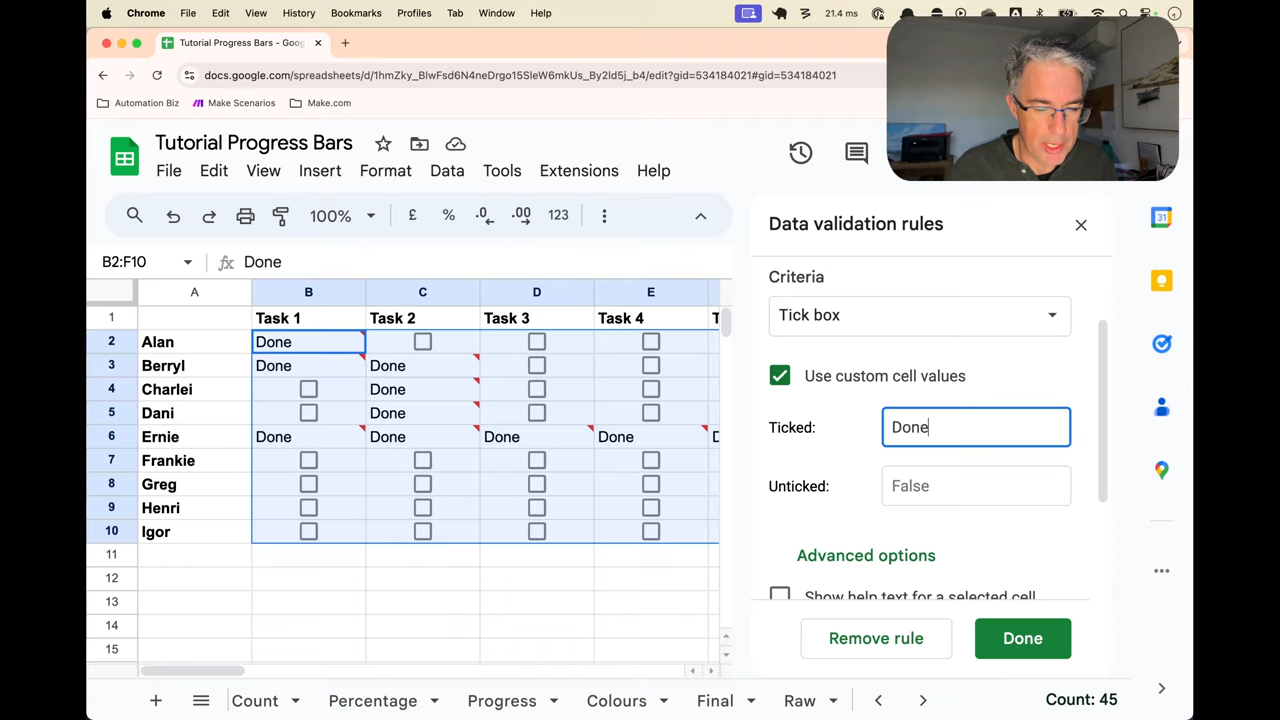 Chrome File Edit View History Bookmarks Profiles Tab Window Help 21.4 ms
Tutorial Progress Bars - Goog
docs.google.com/spreadsheets/d/1hmZky_BlwFsd6N4neDrgo15SleW6mkUs_By2ld5j_b4/edit?gid=534184021#gid=534184021
Automation Biz Make Scenarios Make.com
Tutorial Progress Bars
File Edit View Insert Format Data Tools Extensions Help
100% £ % .0 .00 123
B2:F10 fx Done
A B C D E
1 Task 1 Task 2 Task 3 Task 4 T
2 Alan Done
3 Berryl Done Done
4 Charlei Done
5 Dani Done
6 Ernie Done Done Done Done D
7 Frankie
8 Greg
9 Henri
10 Igor
11
12
13
14
15
Data validation rules
Criteria
Tick box
Use custom cell values
Ticked: Done
Unticked: False
Advanced options
Show help text for a selected cell
Remove rule Done
31
Count Percentage Progress Colours Final Raw Count: 45